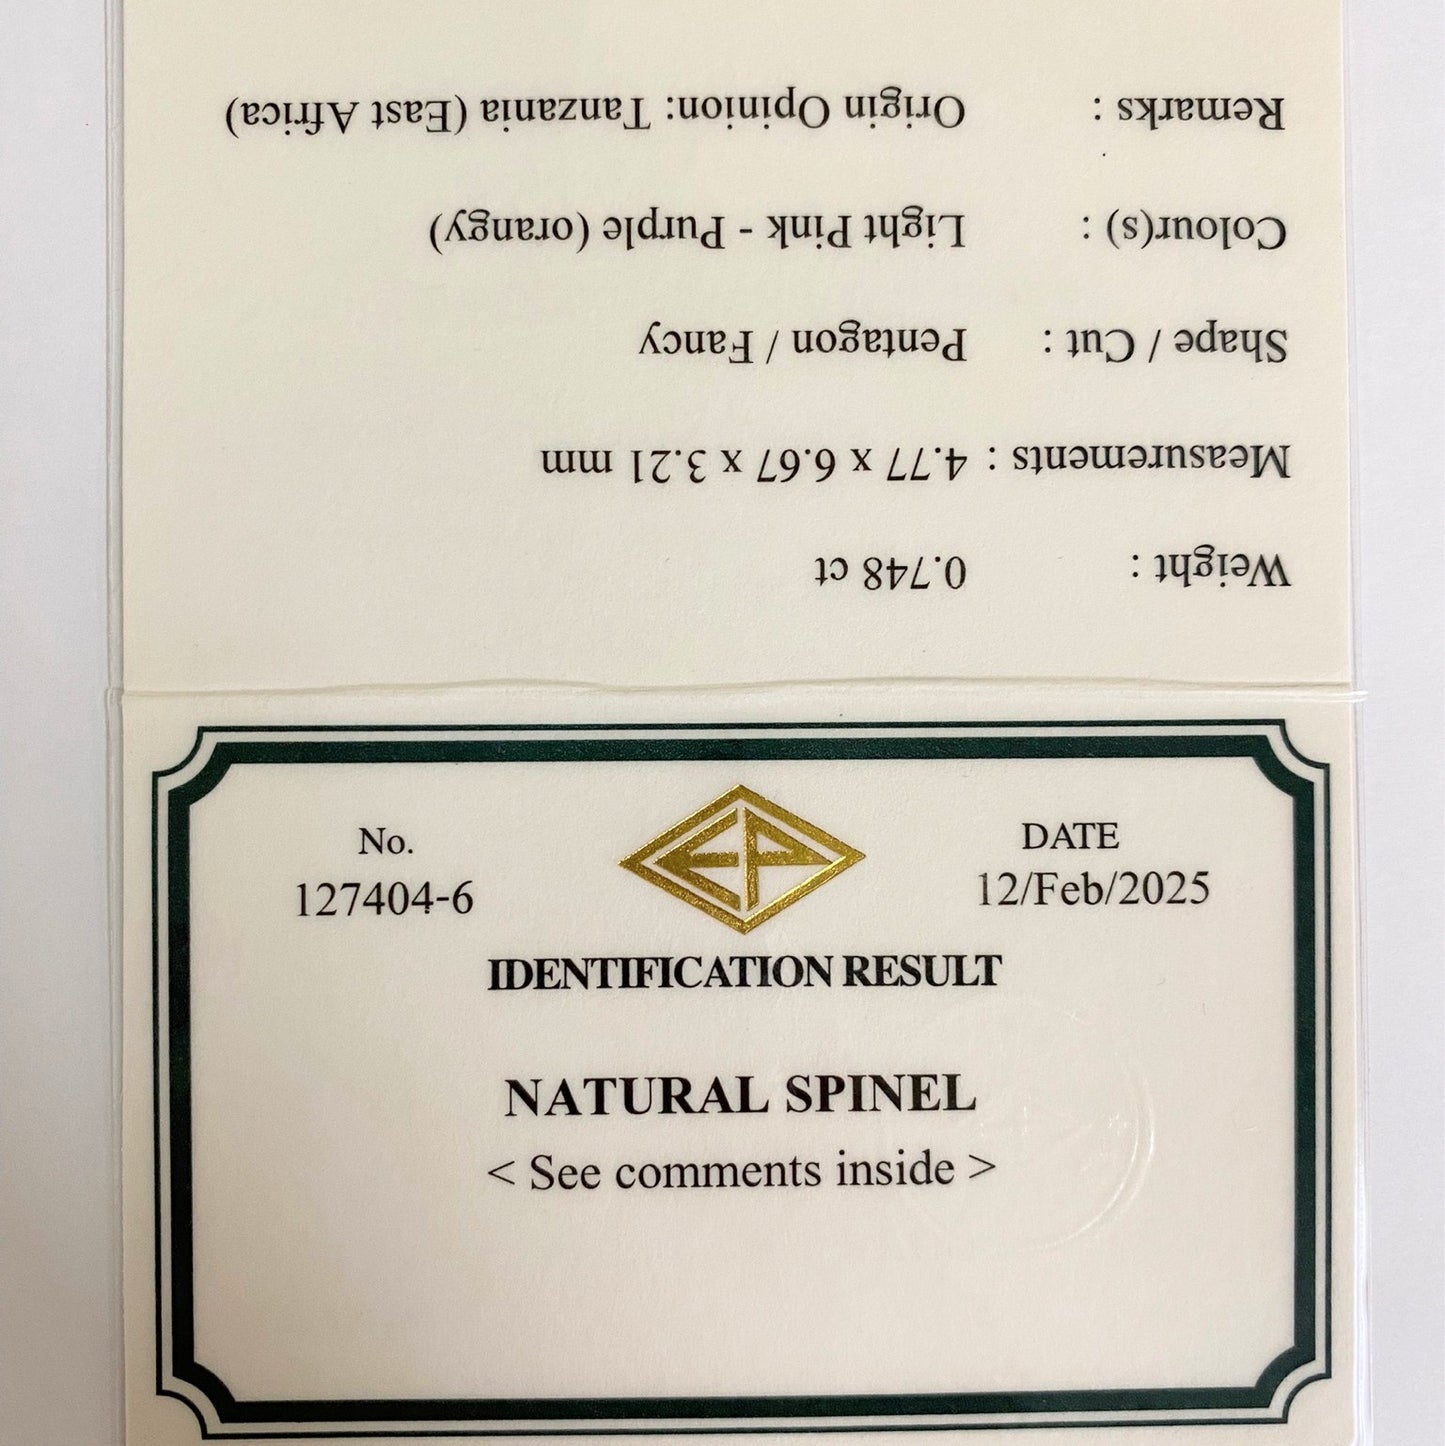 Weight : 0.748 ct
Measurements : 4.77 x 6.67 x 3.21 mm
Shape / Cut : Pentagon / Fancy
Colour(s) : Light Pink - Purple (orangy)
Remarks : Origin Opinion: Tanzania (East Africa)
No.
127404-6
EP
DATE
12/Feb/2025
IDENTIFICATION RESULT
NATURAL SPINEL
< See comments inside >